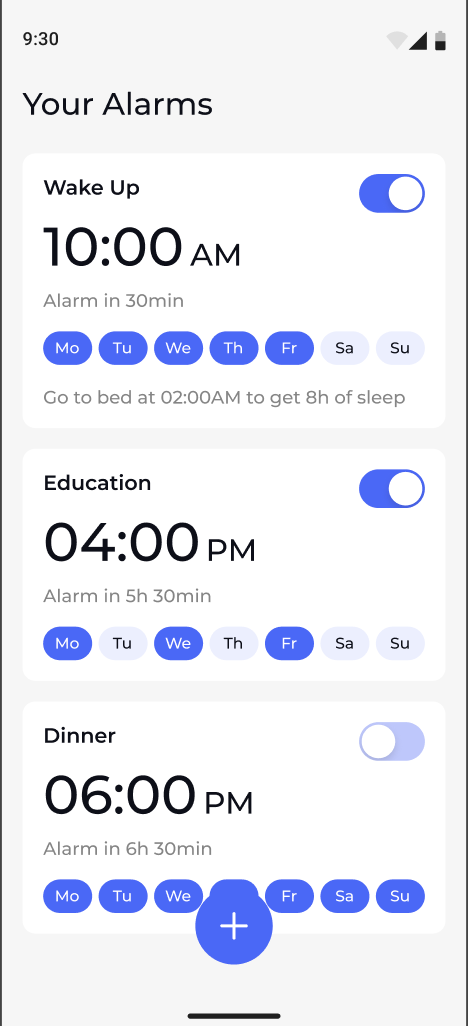 9:30
Your Alarms
Wake Up
10:00 AM
Alarm in 30min
Mo Tu We Th Fr Sa Su
Go to bed at 02:00AM to get 8h of sleep
Education
04:00 PM
Alarm in 5h 30min
Mo Tu We Th Fr Sa Su
Dinner
06:00 PM
Alarm in 6h 30min
Mo Tu We Fr Sa Su
+